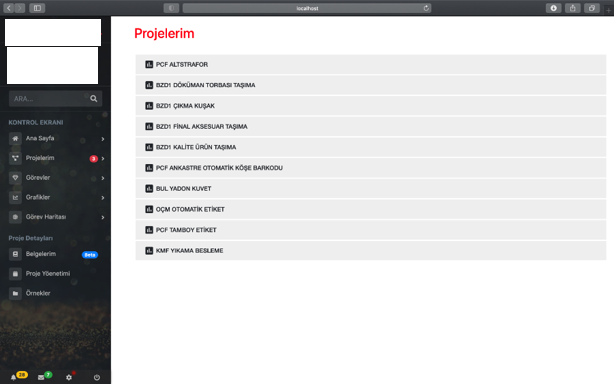 localhost
Projelerim
ARA...
KONTROL EKRANI
Ana Sayfa
Projelerim 3
Görevler
Grafikler
Görev Haritası
Proje Detayları
Belgelerim Beta
Proje Yöenetimi
Örnekler
28 7
PCF ALTSTRAFOR
BZD1 DÖKÜMAN TORBASI TAŞIMA
BZD1 ÇIKMA KUŞAK
BZD1 FİNAL AKSESUAR TAŞIMA
BZD1 KALİTE ÜRÜN TAŞIMA
PCF ANKASTRE OTOMATİK KÖŞE BARKODU
BUL YADON KUVET
OÇM OTOMATİK ETİKET
PCF TAMBOY ETİKET
KMF YIKAMA BESLEME